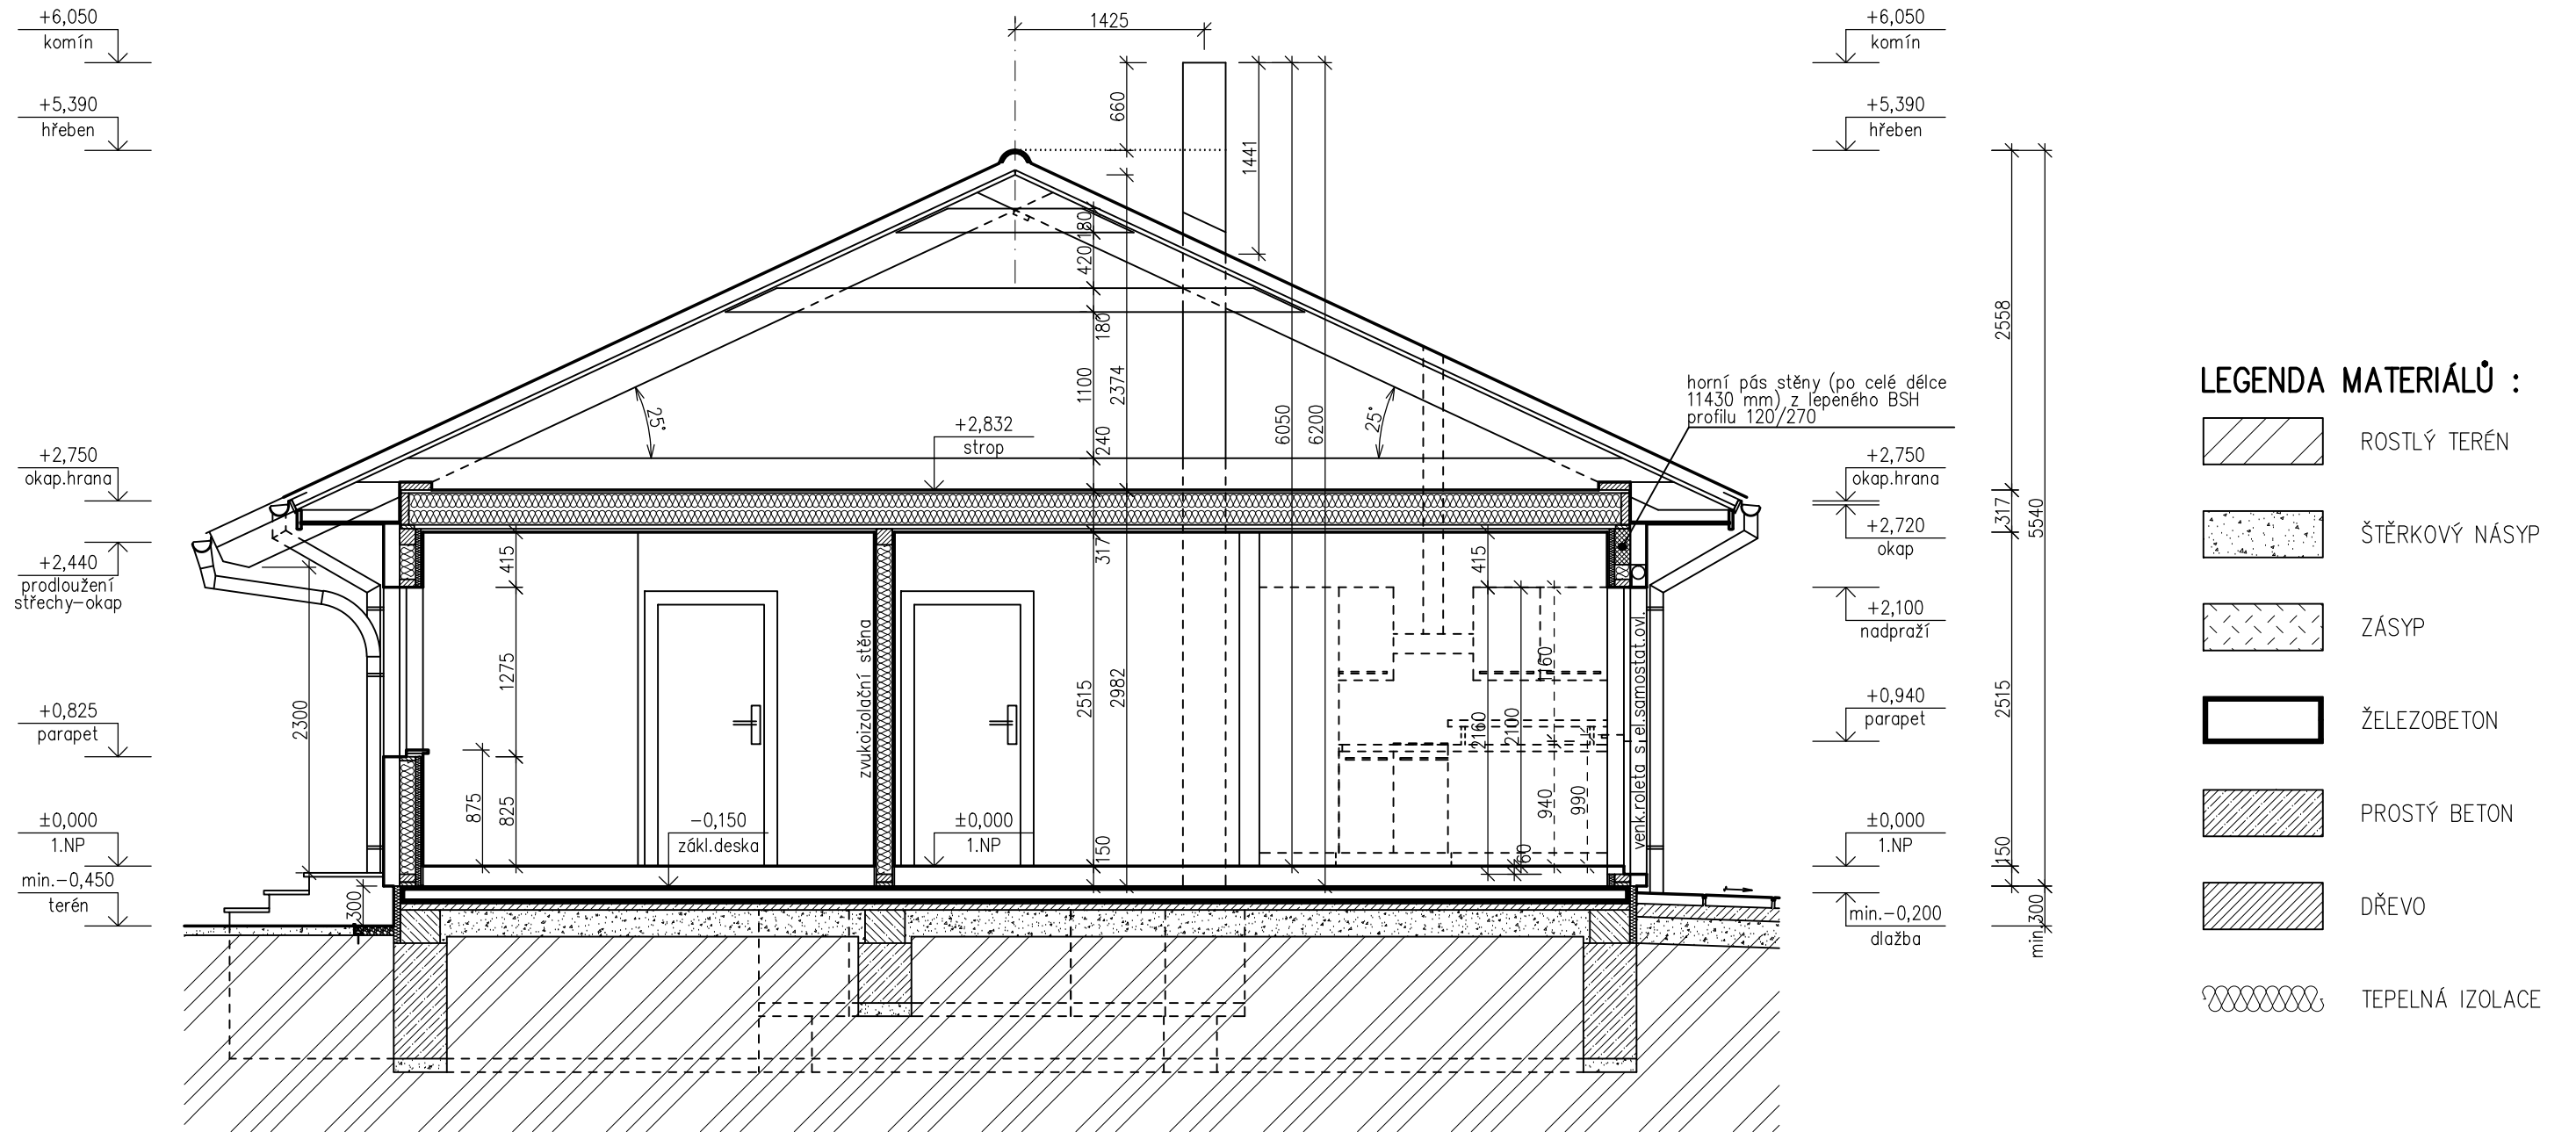 +6,050
komín
+5,390
hřeben
+2,750
okap.hrana
+2,440
prodloužení
střechy-okap
+0,825
parapet
±0,000
1.NP
min.-0,450
terén
1425
660
1441
180
420
180
1100
2374
240
6050
6200
25°
25°
+2,832
strop
horní pás stěny (po celé délce
11430 mm) z lepeného BSH
profilu 120/270
415
1275
825
875
2300
300
zvukoizolační stěna
317
2515
2982
150
-0,150
zákl.deska
±0,000
1.NP
415
2160
2100
1160
940
990
60
venk.roleta s el.samostat.ovl.
+6,050
komín
+5,390
hřeben
+2,750
okap.hrana
+2,720
okap
+2,100
nadpraží
+0,940
parapet
±0,000
1.NP
min.-0,200
dlažba
2558
317
5540
2515
150
min.300
LEGENDA MATERIÁLŮ :
ROSTLÝ TERÉN
ŠTĚRKOVÝ NÁSYP
ZÁSYP
ŽELEZOBETON
PROSTÝ BETON
DŘEVO
TEPELNÁ IZOLACE